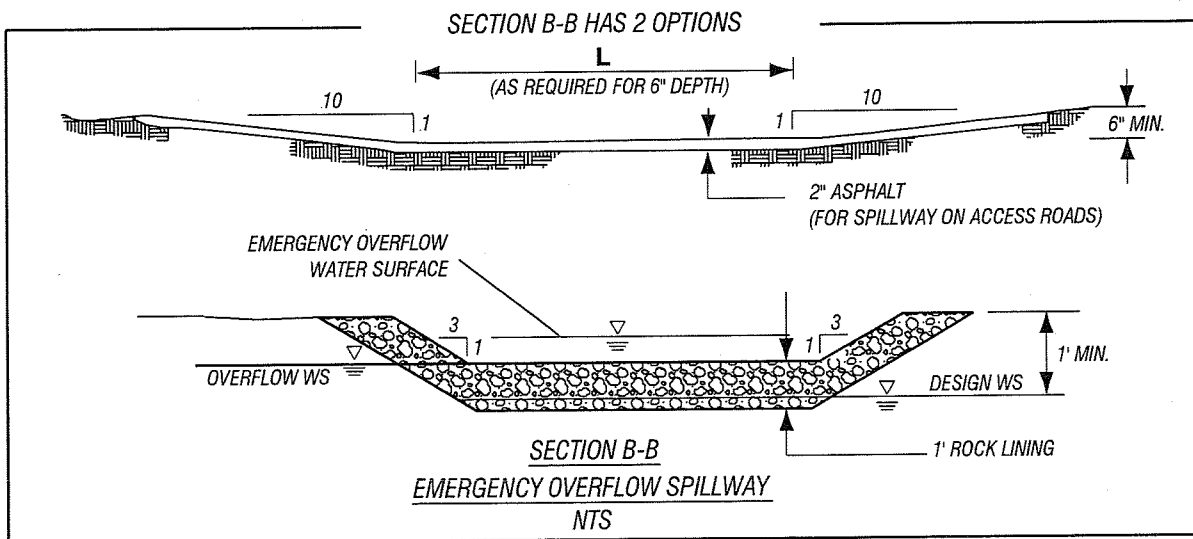 SECTION B-B HAS 2 OPTIONS
L
(AS REQUIRED FOR 6" DEPTH)
10
1
1
10
6" MIN.
2" ASPHALT
(FOR SPILLWAY ON ACCESS ROADS)
EMERGENCY OVERFLOW
WATER SURFACE
3
1
3
1
1' MIN.
OVERFLOW WS
DESIGN WS
1' ROCK LINING
SECTION B-B
EMERGENCY OVERFLOW SPILLWAY
NTS